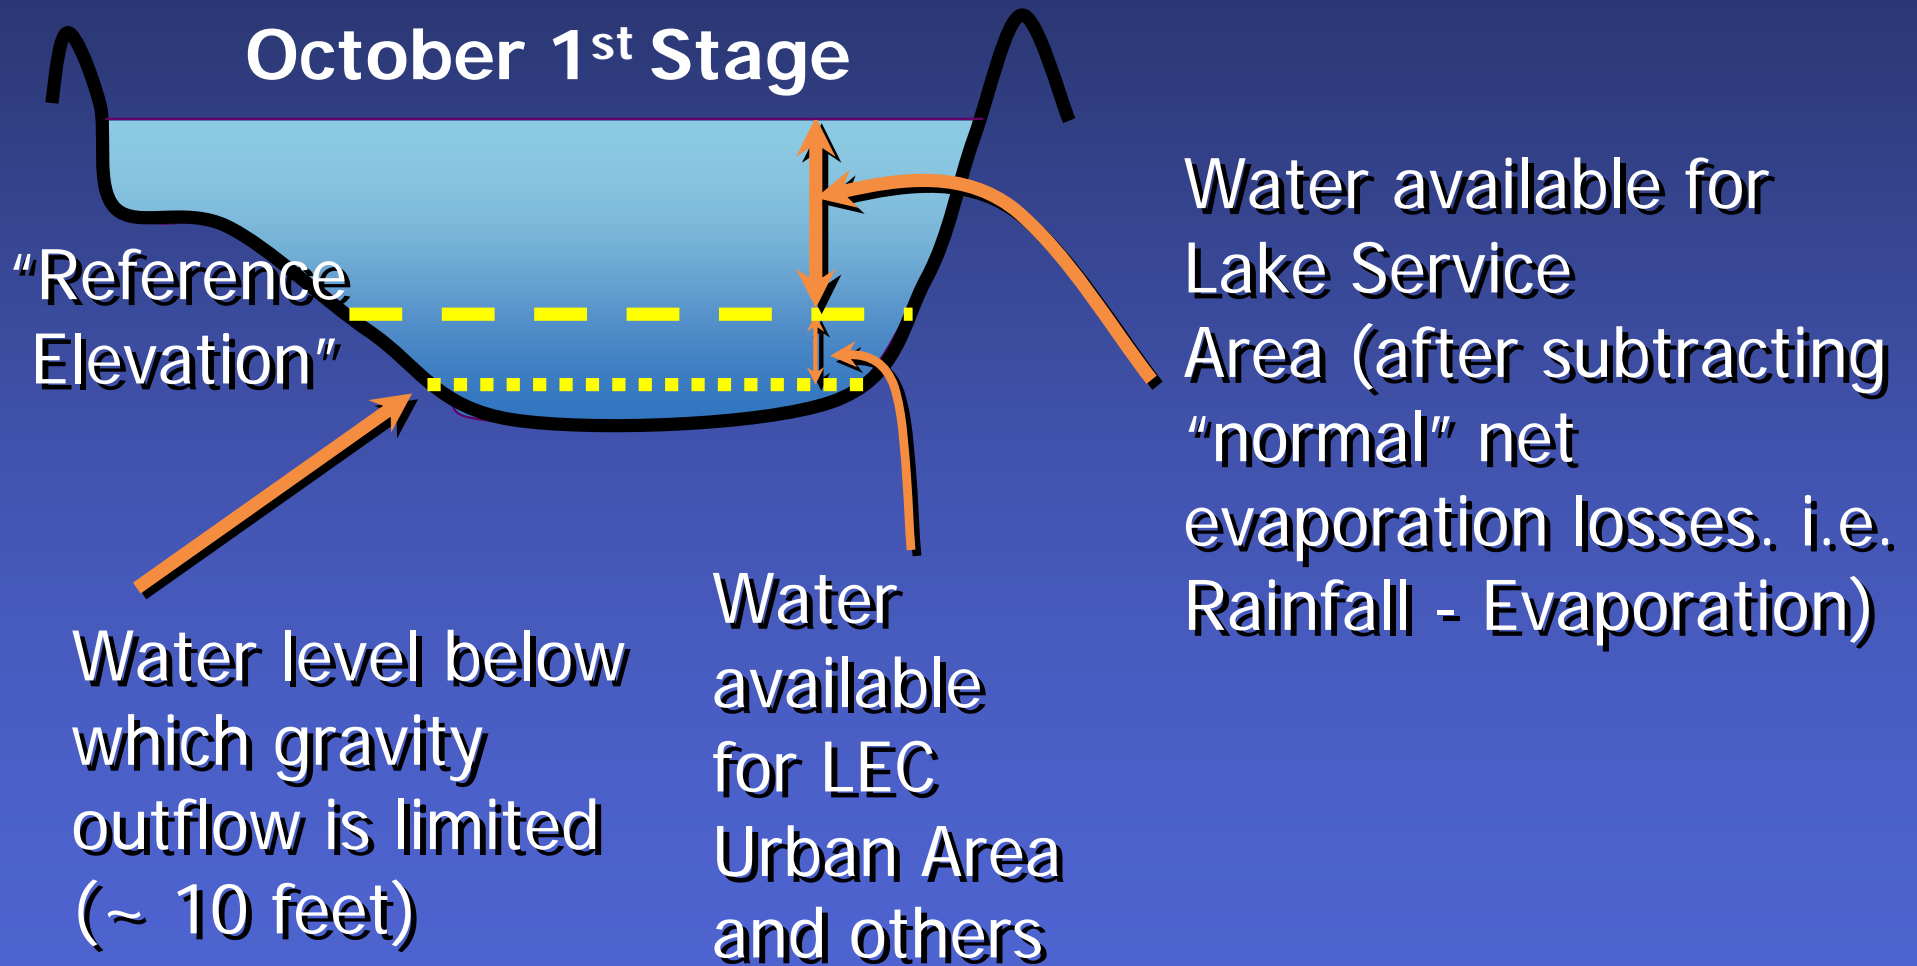 October 1st Stage
"Reference
Elevation"
Water available for
Lake Service
Area (after subtracting
"normal" net
evaporation losses. i.e.
Rainfall - Evaporation)
Water level below
which gravity
outflow is limited
(~ 10 feet)
Water
available
for LEC
Urban Area
and others